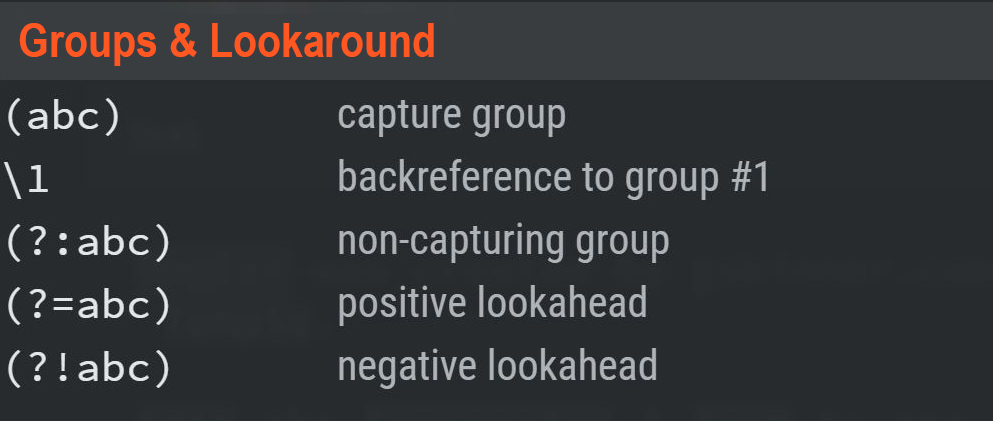 Groups & Lookaround
(abc) capture group
\1 backreference to group #1
(?:abc) non-capturing group
(?=abc) positive lookahead
(?!abc) negative lookahead